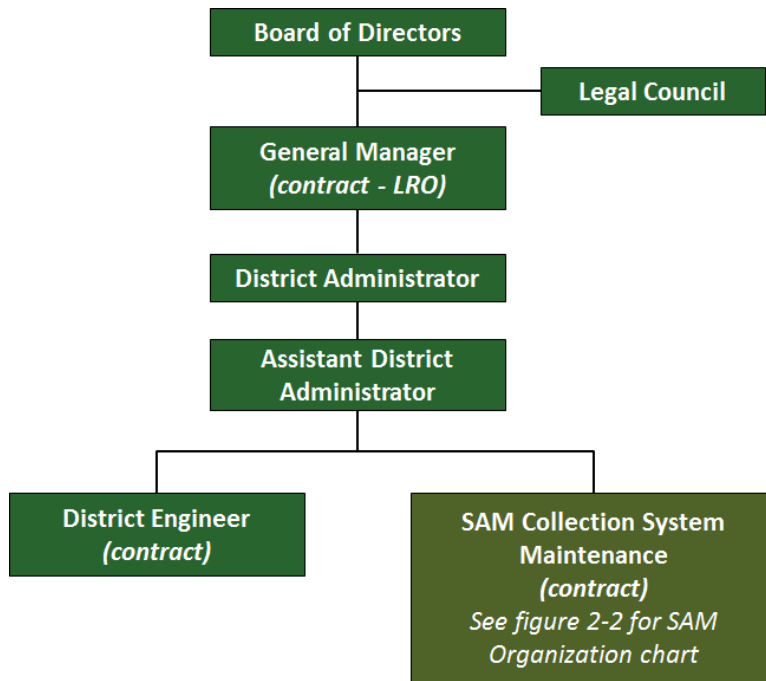 Board of Directors
Legal Council
General Manager
(contract - LRO)
District Administrator
Assistant District
Administrator
District Engineer
(contract)
SAM Collection System
Maintenance
(contract)
See figure 2-2 for SAM
Organization chart